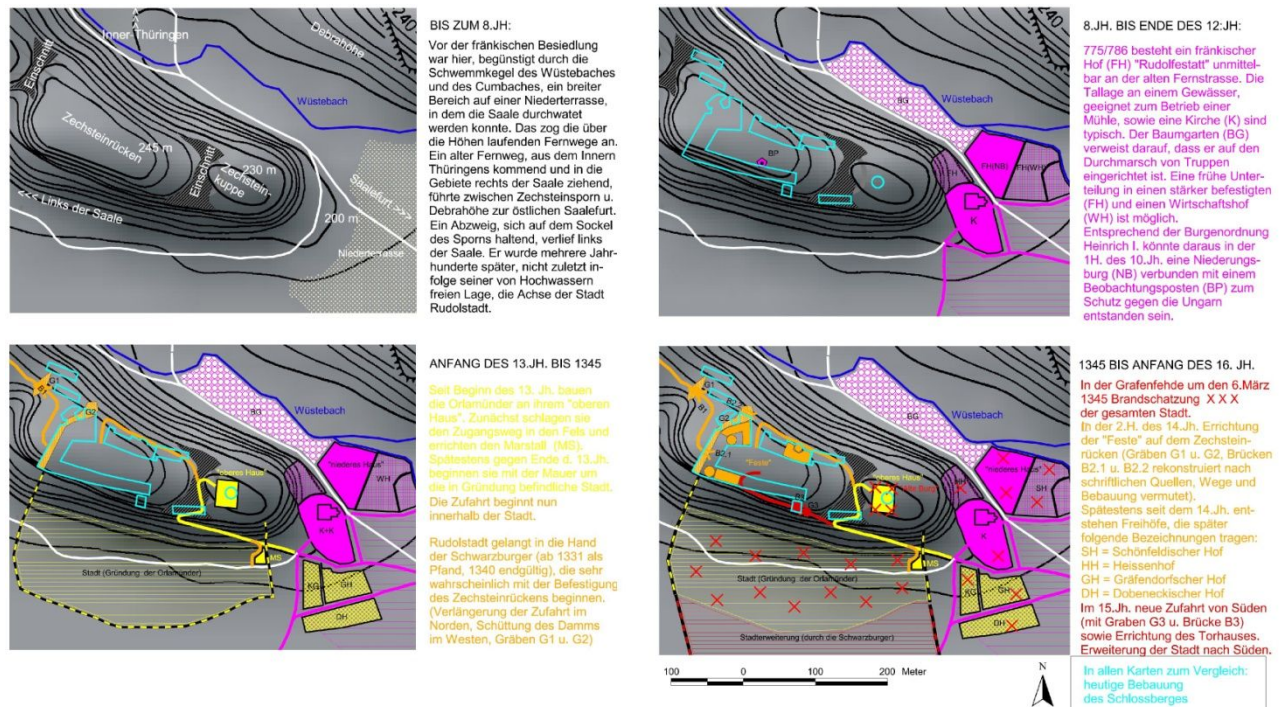 Inner-Thüringen
Debrahöhe
240
Einschnitt
Wüstebach
Zechsteinrücken
245 m
Einschnitt
230 m
Zechstein-
kuppe
Saalefurt >>>
<<< Links der Saale
200 m
Niederterrasse
BIS ZUM 8.JH:
Vor der fränkischen Besiedlung
war hier, begünstigt durch die
Schwemmkegel des Wüstebaches
und des Cumbaches, ein breiter
Bereich auf einer Niederterrasse,
in dem die Saale durchwatet
werden konnte. Das zog die über
die Höhen laufenden Fernwege an.
Ein alter Fernweg, aus dem Innern
Thüringens kommend und in die
Gebiete rechts der Saale ziehend,
führte zwischen Zechsteinsporn u.
Debrahöhe zur östlichen Saalefurt.
Ein Abzweig, sich auf dem Sockel
des Sporns haltend, verlief links
der Saale. Er wurde mehrere Jahr-
hunderte später, nicht zuletzt in-
folge seiner von Hochwassern
freien Lage, die Achse der Stadt
Rudolstadt.
240
BG
Wüstebach
BP
FH
FH(NB)
FH(WH)
K
8.JH. BIS ENDE DES 12.JH:
775/786 besteht ein fränkischer
Hof (FH) "Rudolfestatt" unmittel-
bar an der alten Fernstrasse. Die
Tallage an einem Gewässer,
geeignet zum Betrieb einer
Mühle, sowie eine Kirche (K) sind
typisch. Der Baumgarten (BG)
verweist darauf, dass er auf den
Durchmarsch von Truppen
eingerichtet ist. Eine frühe Unter-
teilung in einen stärker befestigten
(FH) und einen Wirtschaftshof
(WH) ist möglich.
Entsprechend der Burgenordnung
Heinrich I. könnte daraus in der
1H. des 10.Jh. eine Niederungs-
burg (NB) verbunden mit einem
Beobachtungsposten (BP) zum
Schutz gegen die Ungarn
entstanden sein.
G1
B1
G2
BG
Wüstebach
"niederes Haus"
WH
"oberes Haus"
K+K
MS
Stadt (Gründung der Orlamünder)
KG
GH
DH
ANFANG DES 13.JH. BIS 1345
Seit Beginn des 13. Jh. bauen
die Orlamünder an ihrem "oberen
Haus". Zunächst schlagen sie
den Zugangsweg in den Fels und
errichten den Marstall (MS).
Spätestens gegen Ende d. 13.Jh.
beginnen sie mit der Mauer um
die in Gründung befindliche Stadt.
Die Zufahrt beginnt nun
innerhalb der Stadt.
Rudolstadt gelangt in die Hand
der Schwarzburger (ab 1331 als
Pfand, 1340 endgültig), die sehr
wahrscheinlich mit der Befestigung
des Zechsteinrückens beginnen.
(Verlängerung der Zufahrt im
Norden, Schüttung des Damms
im Westen, Gräben G1 u. G2)
G1
B1
B2
G2
B2.1
BG
Wüstebach
"Feste"
"niederes Haus"
"oberes Haus"
HH
SH
G3
K
MS
Stadt (Gründung der Orlamünder)
KG
GH
DH
Stadterweiterung (durch die Schwarzburger)
1345 BIS ANFANG DES 16. JH.
In der Grafenfehde um den 6.März
1345 Brandschatzung X X X
der gesamten Stadt.
In der 2.H. des 14.Jh. Errichtung
der "Feste" auf dem Zechstein-
rücken (Gräben G1 u. G2, Brücken
B2.1 u. B2.2 rekonstruiert nach
schriftlichen Quellen, Wege und
Bebauung vermutet).
Spätestens seit dem 14.Jh. ent-
stehen Freihöfe, die später
folgende Bezeichnungen tragen:
SH = Schönfeldischer Hof
HH = Heissenhof
GH = Gräfendorfscher Hof
DH = Dobeneckischer Hof
Im 15.Jh. neue Zufahrt von Süden
(mit Graben G3 u. Brücke B3)
sowie Errichtung des Torhauses.
Erweiterung der Stadt nach Süden.
100 0 100 200 Meter
N
In allen Karten zum Vergleich:
heutige Bebauung
des Schlossberges